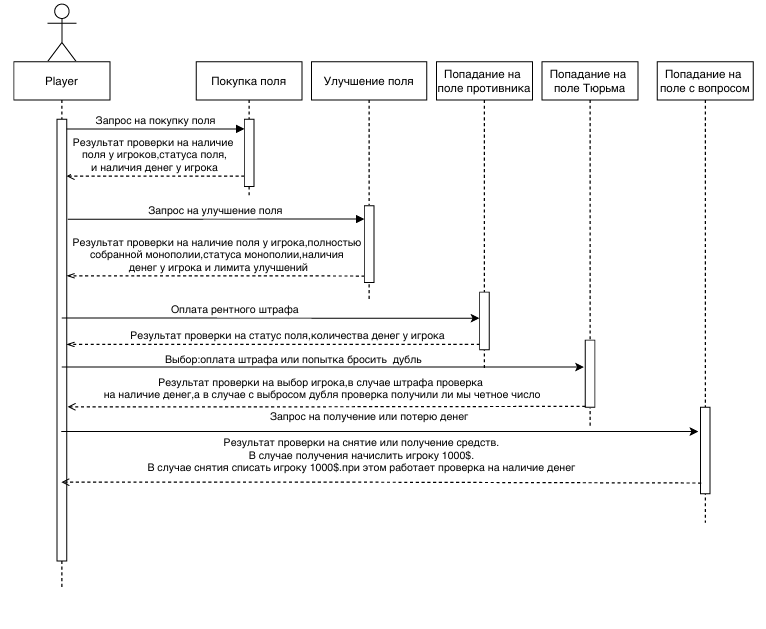 Player
Покупка поля
Улучшение поля
Попадание на
поле противника
Попадание на
поле Тюрьма
Попадание на
поле с вопросом
Запрос на покупку поля
Результат проверки на наличие
поля у игроков,статуса поля,
и наличия денег у игрока
Запрос на улучшение поля
Результат проверки на наличие поля у игрока,полностью
собранной монополии,статуса монополии,наличия
денег у игрока и лимита улучшений
Оплата рентного штрафа
Результат проверки на статус поля,количества денег у игрока
Выбор:оплата штрафа или попытка бросить дубль
Результат проверки на выбор игрока,в случае штрафа проверка
на наличие денег,а в случае с выбросом дубля проверка получили ли мы четное число
Запрос на получение или потерю денег
Результат проверки на снятие или получение средств.
В случае получения начислить игроку 1000$.
В случае снятия списать игроку 1000$.при этом работает проверка на наличие денег